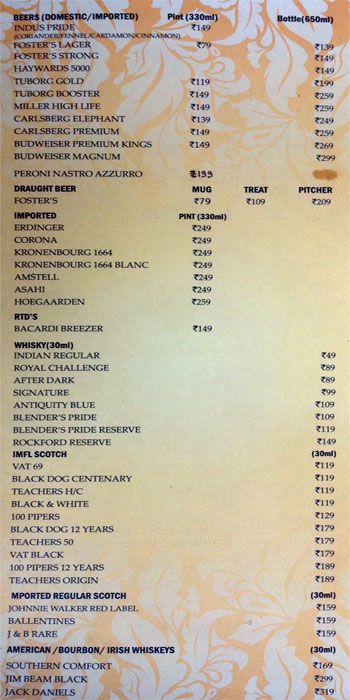 BEERS (DOMESTIC/IMPORTED) Pint (330ml) Bottle(650ml)
INDUS PRIDE ₹149
(CORIANDER/FENNEL/CARDAMON/CINNAMON)
FOSTER'S LAGER ₹79 ₹139
FOSTER'S STRONG ₹149
HAYWARDS 5000 ₹149
TUBORG GOLD ₹119 ₹199
TUBORG BOOSTER ₹149 ₹259
MILLER HIGH LIFE ₹149 ₹259
CARLSBERG ELEPHANT ₹139 ₹249
CARLSBERG PREMIUM ₹149 ₹259
BUDWEISER PREMIUM KINGS ₹149 ₹269
BUDWEISER MAGNUM ₹299
PERONI NASTRO AZZURRO
DRAUGHT BEER MUG TREAT PITCHER
FOSTER'S ₹79 ₹109 ₹209
IMPORTED PINT (330ml)
ERDINGER ₹249
CORONA ₹249
KRONENBOURG 1664 ₹249
KRONENBOURG 1664 BLANC ₹249
AMSTELL ₹249
ASAHI ₹249
HOEGAARDEN ₹259
RTD'S
BACARDI BREEZER ₹149
WHISKY(30ml)
INDIAN REGULAR ₹49
ROYAL CHALLENGE ₹89
AFTER DARK ₹89
SIGNATURE ₹99
ANTIQUITY BLUE ₹109
BLENDER'S PRIDE ₹109
BLENDER'S PRIDE RESERVE ₹119
ROCKFORD RESERVE ₹149
IMFL SCOTCH (30ml)
VAT 69 ₹119
BLACK DOG CENTENARY ₹119
TEACHERS H/C ₹119
BLACK & WHITE ₹119
100 PIPERS ₹129
BLACK DOG 12 YEARS ₹179
TEACHERS 50 ₹179
VAT BLACK ₹179
100 PIPERS 12 YEARS ₹189
TEACHERS ORIGIN ₹189
MPORTED REGULAR SCOTCH (30ml)
JOHNNIE WALKER RED LABEL ₹159
BALLENTINES ₹159
J & B RARE ₹159
AMERICAN /BOURBON/ IRISH WHISKEYS (30ml)
SOUTHERN COMFORT ₹169
JIM BEAM BLACK ₹299
JACK DANIELS ₹319